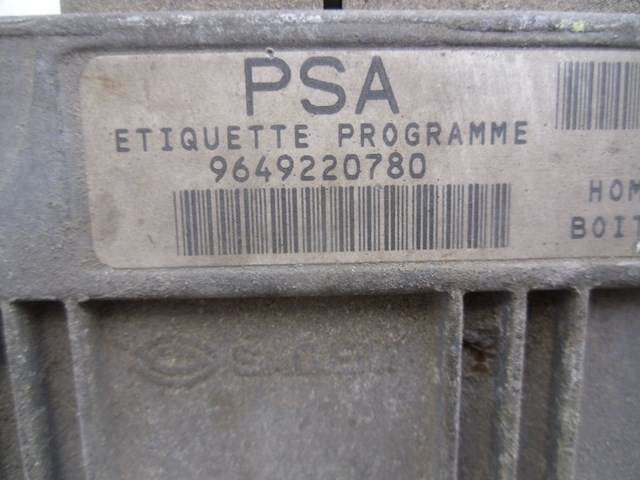 PSA
ETIQUETTE PROGRAMME
9649220780
HOM
BOIT